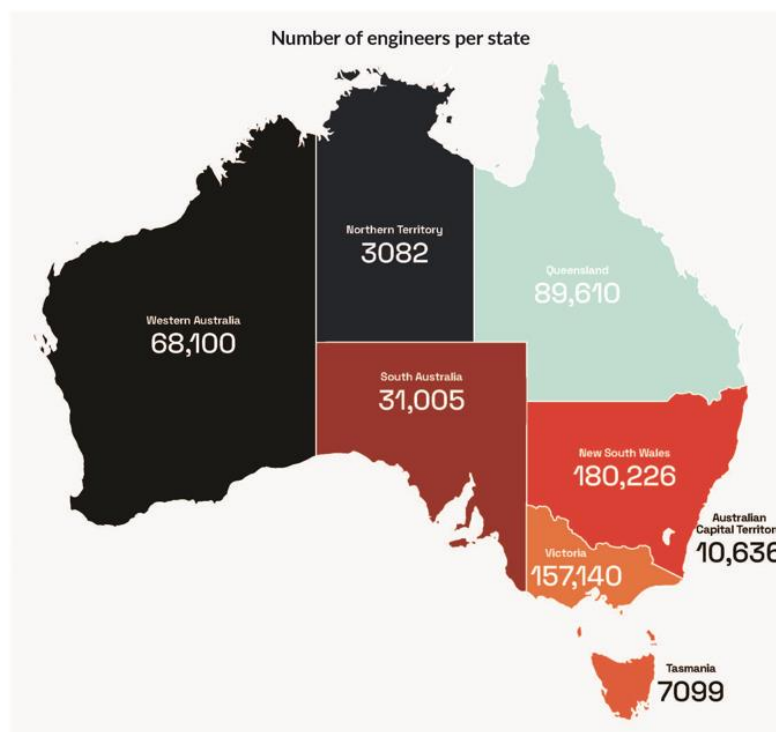 Number of engineers per state
Northern Territory
3082
Queensland
89,610
Western Australia
68,100
South Australia
31,005
New South Wales
180,226
Australian
Capital Territor
10,636
Victoria
157,140
Tasmania
7099